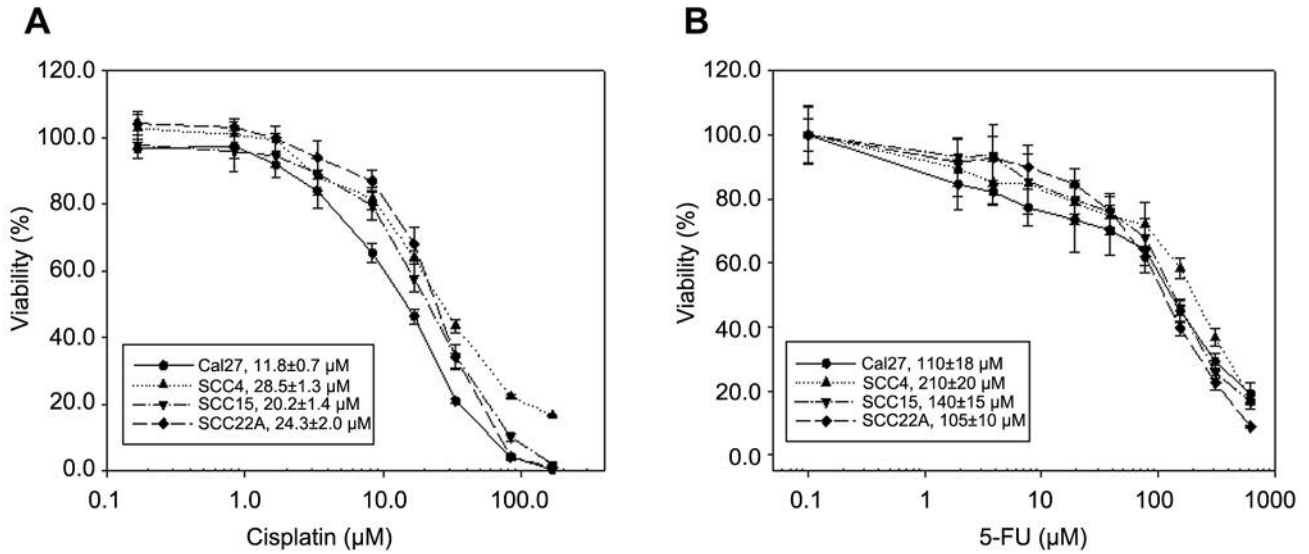 A
B
120.0
100.0
80.0
60.0
40.0
20.0
0.0
Viability (%)
Cal27, 11.8±0.7 µM
SCC4, 28.5±1.3 µM
SCC15, 20.2±1.4 µM
SCC22A, 24.3±2.0 µM
0.1
1.0
10.0
100.0
Cisplatin (µM)
120.0
100.0
80.0
60.0
40.0
20.0
0.0
Viability (%)
Cal27, 110±18 µM
SCC4, 210±20 µM
SCC15, 140±15 µM
SCC22A, 105±10 µM
0.1
1
10
100
1000
5-FU (µM)